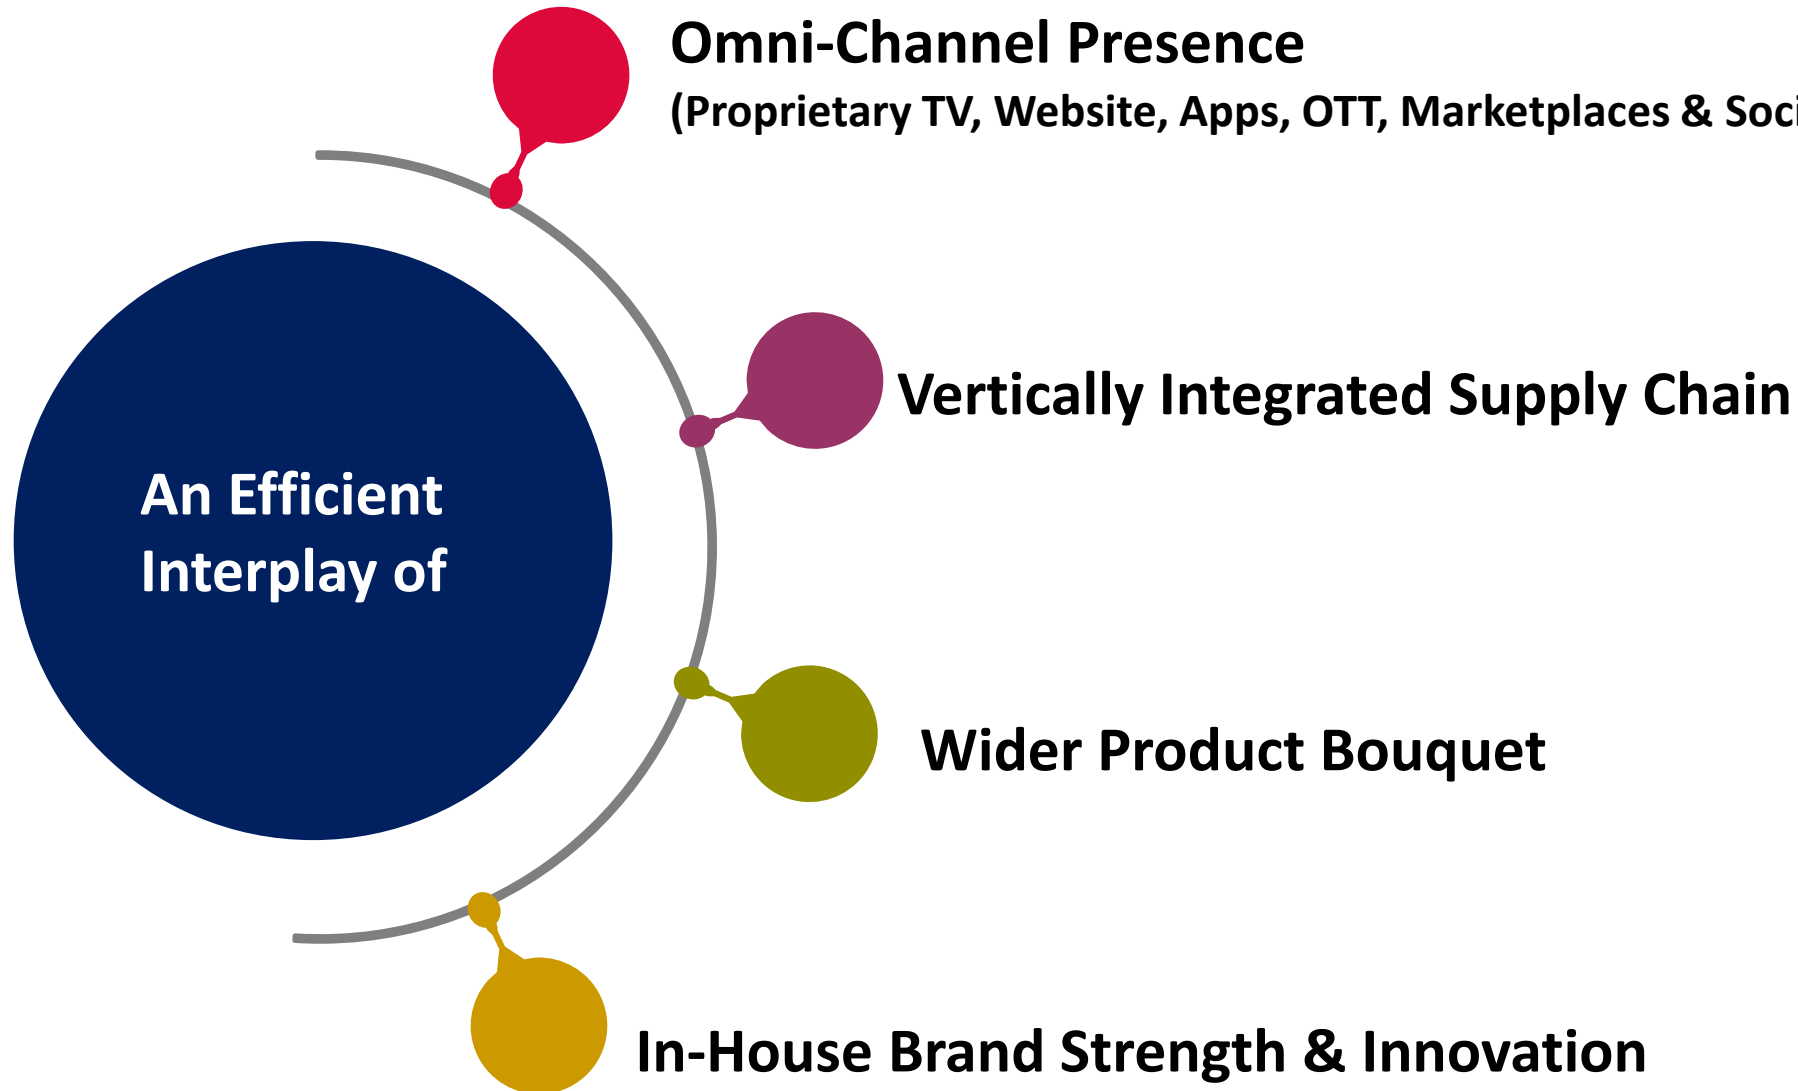 Omni-Channel Presence
(Proprietary TV, Website, Apps, OTT, Marketplaces &
Vertically Integrated Supply Chain
An Efficient
Interplay of
Wider Product Bouquet
In-House Brand Strength & Innovation